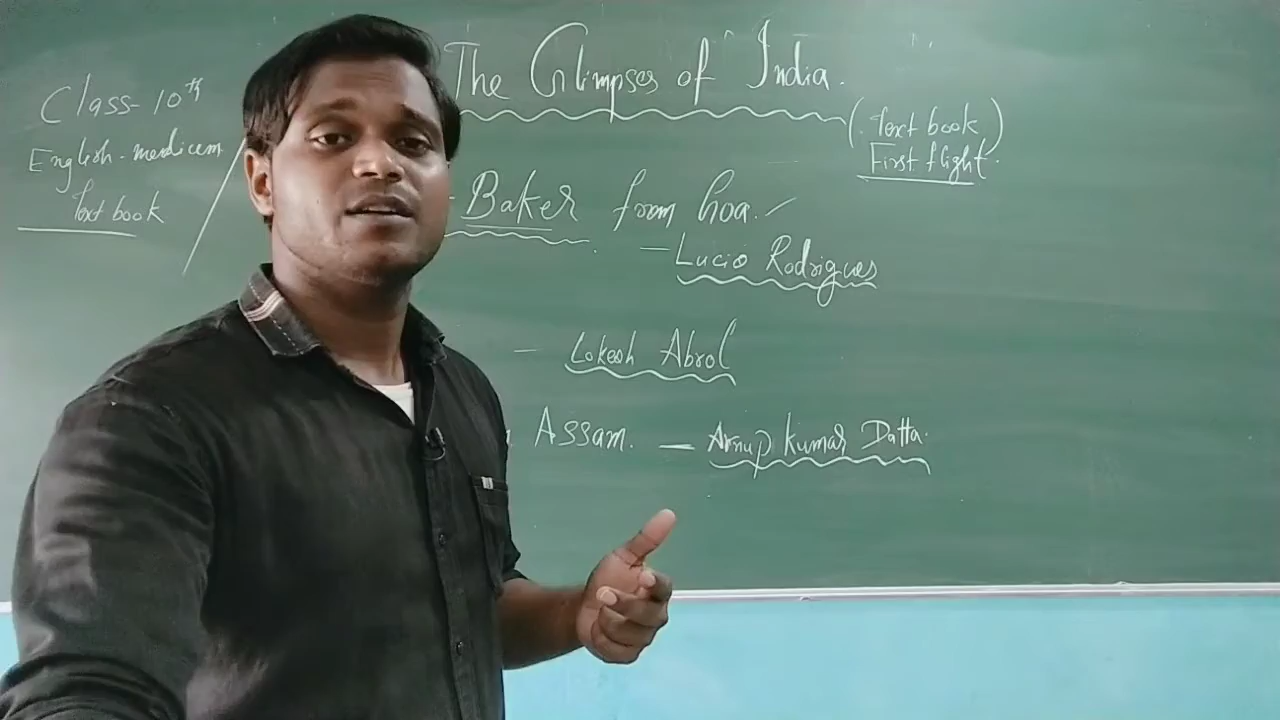 The Glimpses of India.
Class-10th
English-medium
Text book
(Text book)
First flight.
Baker from Goa.
- Lucio Rodrigues
- Lokesh Abrol
Assam. - Arnup kumar Datta.